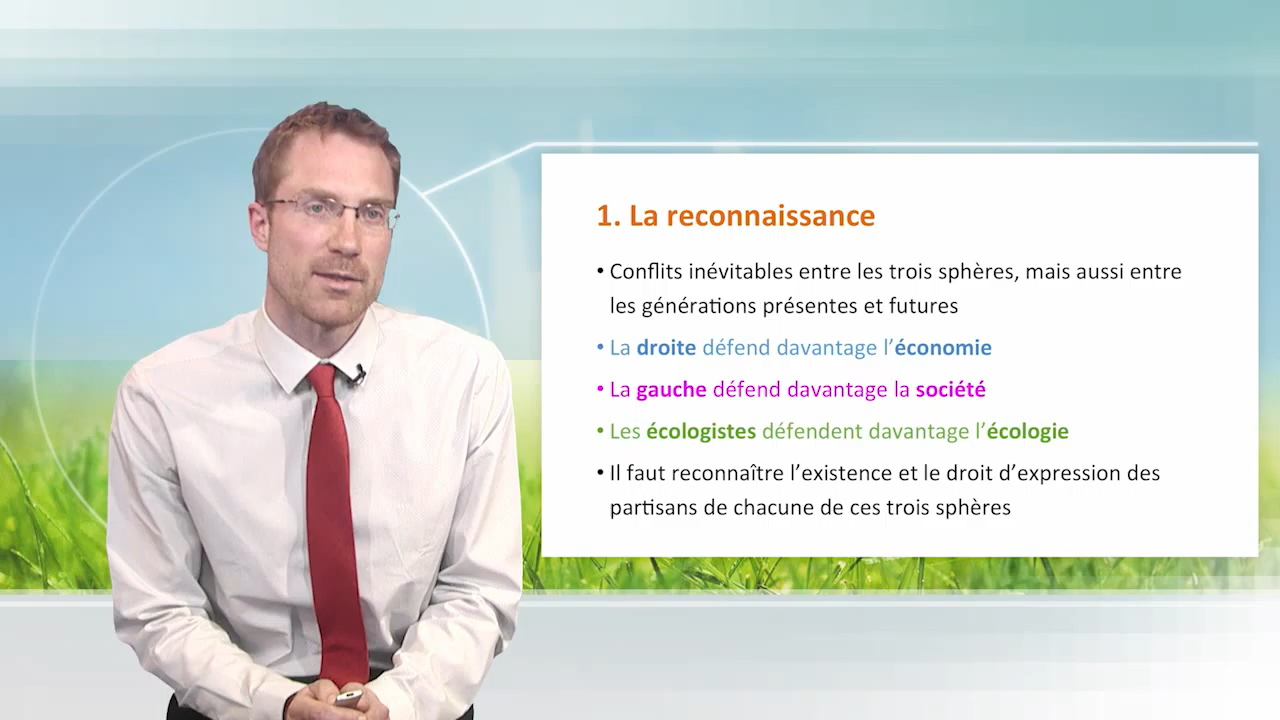 1. La reconnaissance
• Conflits inévitables entre les trois sphères, mais aussi entre
les générations présentes et futures
• La droite défend davantage l’économie
• La gauche défend davantage la société
• Les écologistes défendent davantage l’écologie
• Il faut reconnaître l’existence et le droit d’expression des
partisans de chacune de ces trois sphères